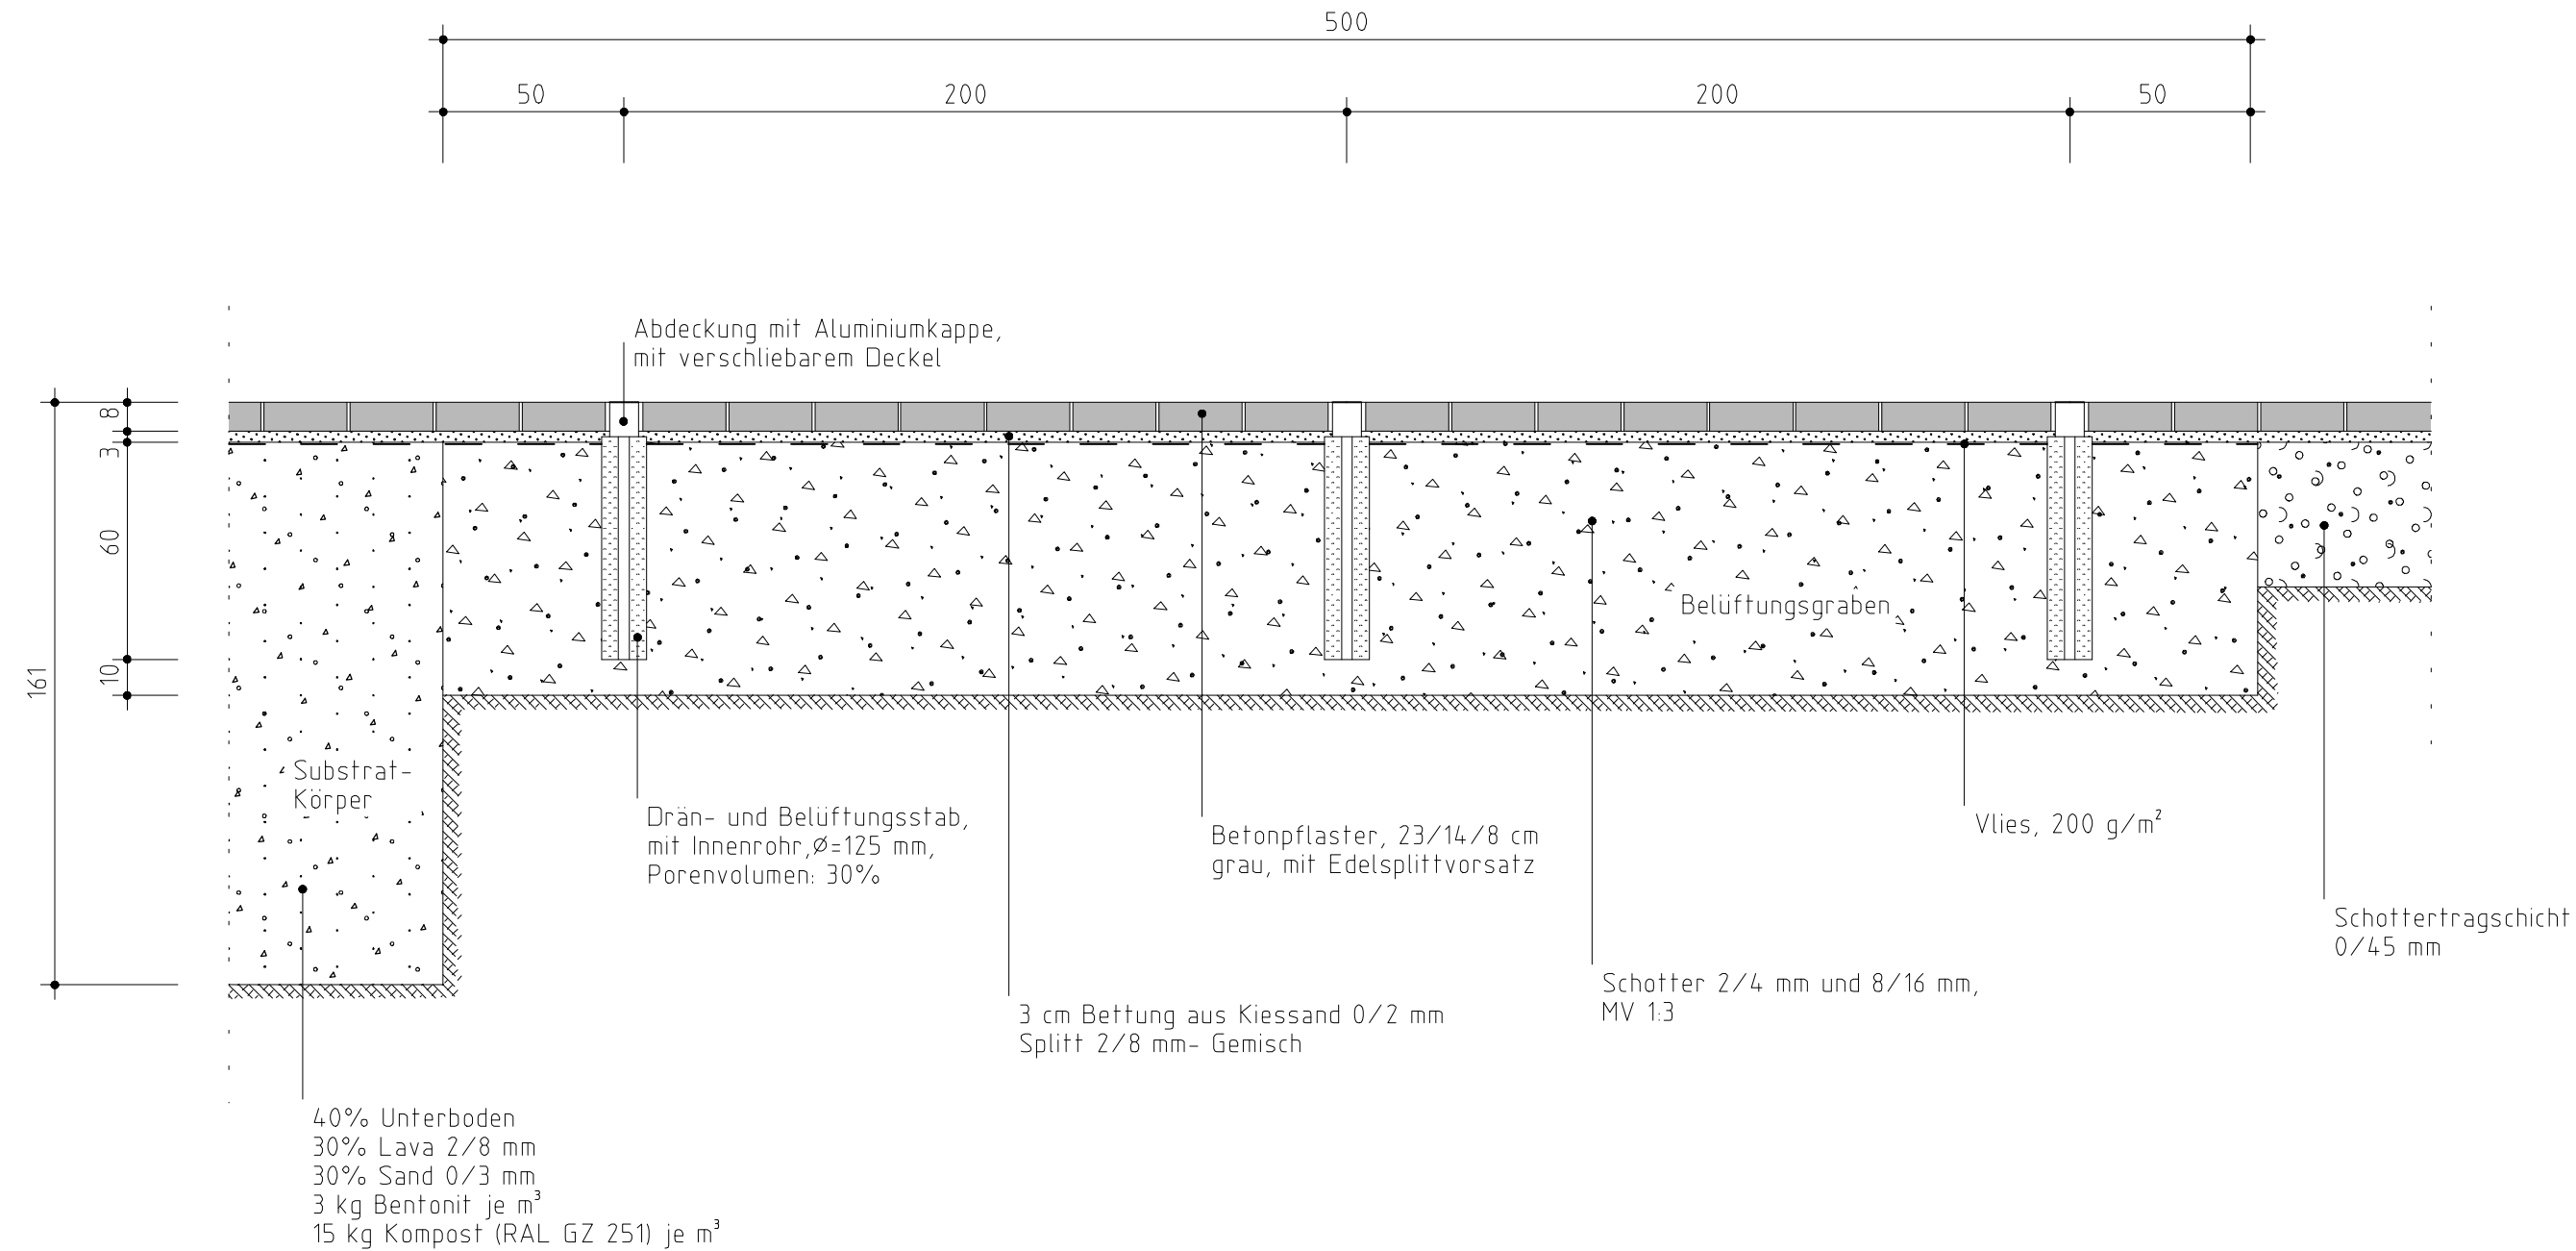 500
50
200
200
50
Abdeckung mit Aluminiumkappe,
mit verschliebarem Deckel
8
3
60
10
161
Belüftungsgraben
Substrat-
Körper
Drän- und Belüftungsstab,
mit Innenrohr,Ø=125 mm,
Porenvolumen: 30%
Betonpflaster, 23/14/8 cm
grau, mit Edelsplittvorsatz
Vlies, 200 g/m²
Schottertragschicht
0/45 mm
Schotter 2/4 mm und 8/16 mm,
MV 1:3
3 cm Bettung aus Kiessand 0/2 mm
Splitt 2/8 mm- Gemisch
40% Unterboden
30% Lava 2/8 mm
30% Sand 0/3 mm
3 kg Bentonit je m³
15 kg Kompost (RAL GZ 251) je m³